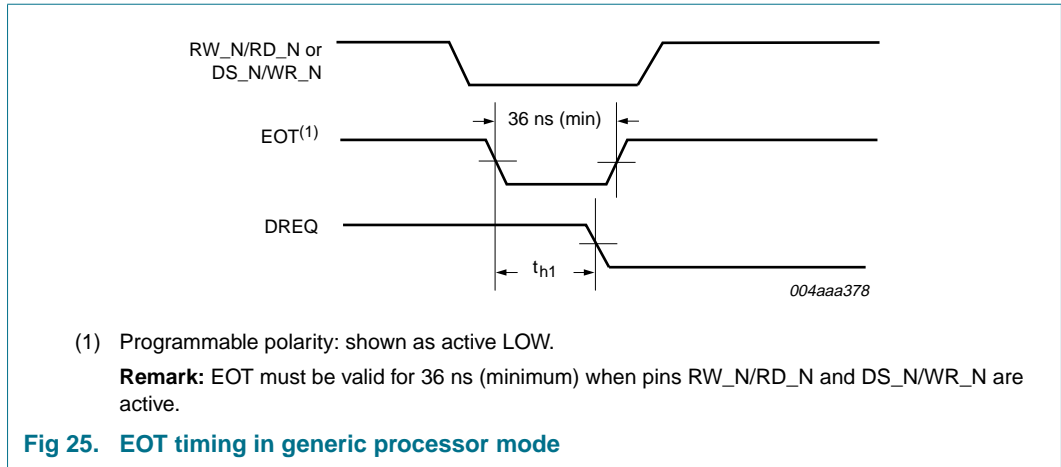 RW_N/RD_N or
DS_N/WR_N
36 ns (min)
EOT(1)
DREQ
th1
004aaa378
(1) Programmable polarity: shown as active LOW.
Remark: EOT must be valid for 36 ns (minimum) when pins RW_N/RD_N and DS_N/WR_N are
active.
Fig 25. EOT timing in generic processor mode